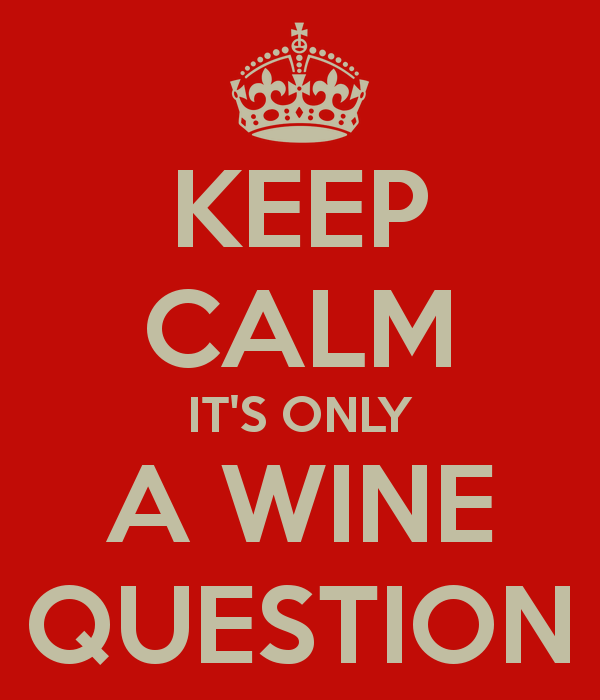 KEEP
CALM
IT'S ONLY
A WINE
QUESTION